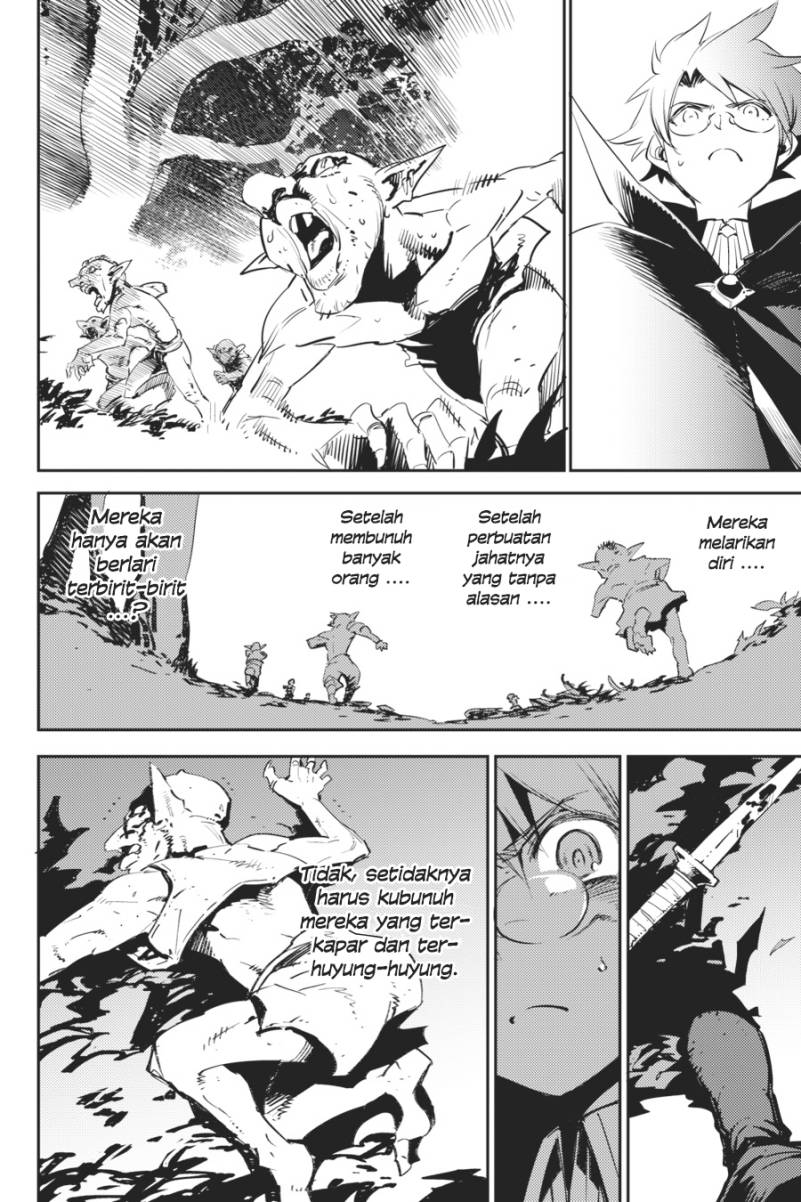 Mereka
melarikan
diri ....
Setelah
perbuatan
jahatnya
yang tanpa
alasan ....
Setelah
membunuh
banyak
orang ....
Mereka
hanya akan
berlari
terbirit-birit
....?
Tidak, setidaknya
harus kubunuh
mereka yang ter-
kapar dan ter-
huyung-huyung.